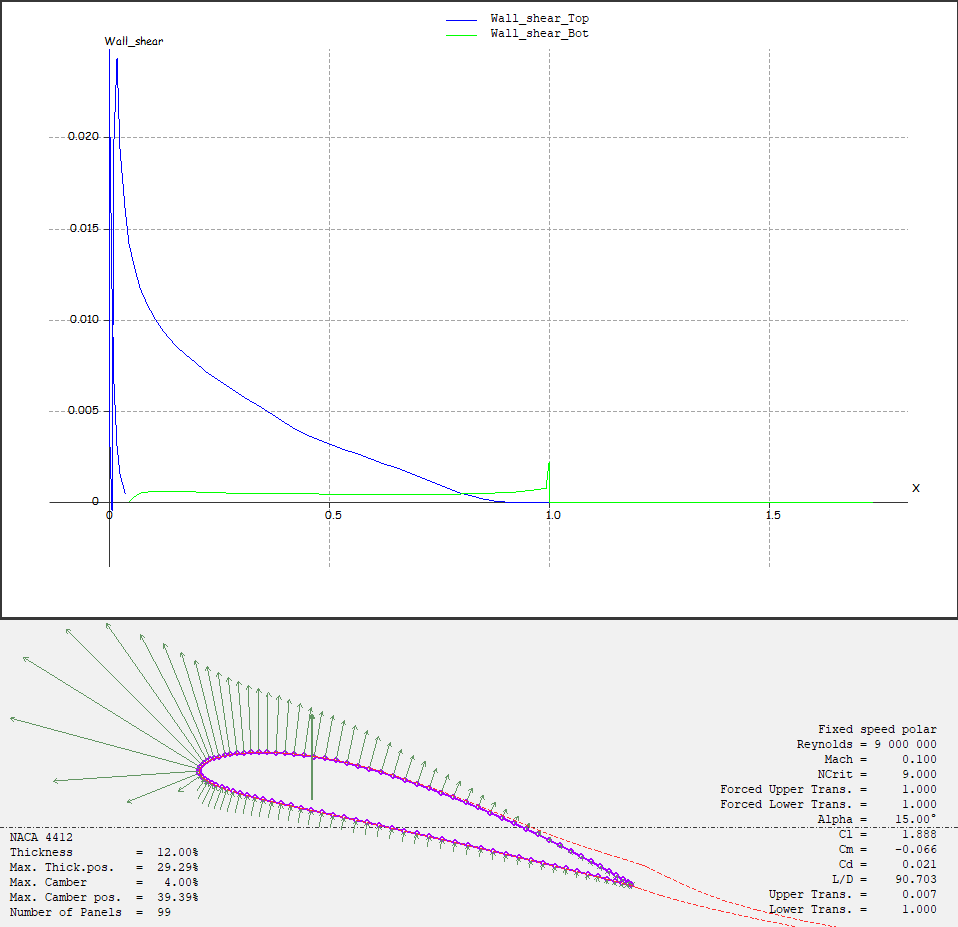 Wall_shear_Top
Wall_shear_Bot
Wall_shear
0.020
0.015
0.010
0.005
0
X
0
0.5
1.0
1.5
Fixed speed polar
Reynolds = 9 000 000
Mach = 0.100
NCrit = 9.000
Forced Upper Trans. = 1.000
Forced Lower Trans. = 1.000
Alpha = 15.00°
Cl = 1.888
Cm = -0.066
Cd = 0.021
L/D = 90.703
Upper Trans. = 0.007
Lower Trans. = 1.000
NACA 4412
Thickness = 12.00%
Max. Thick.pos. = 29.29%
Max. Camber = 4.00%
Max. Camber pos. = 39.39%
Number of Panels = 99